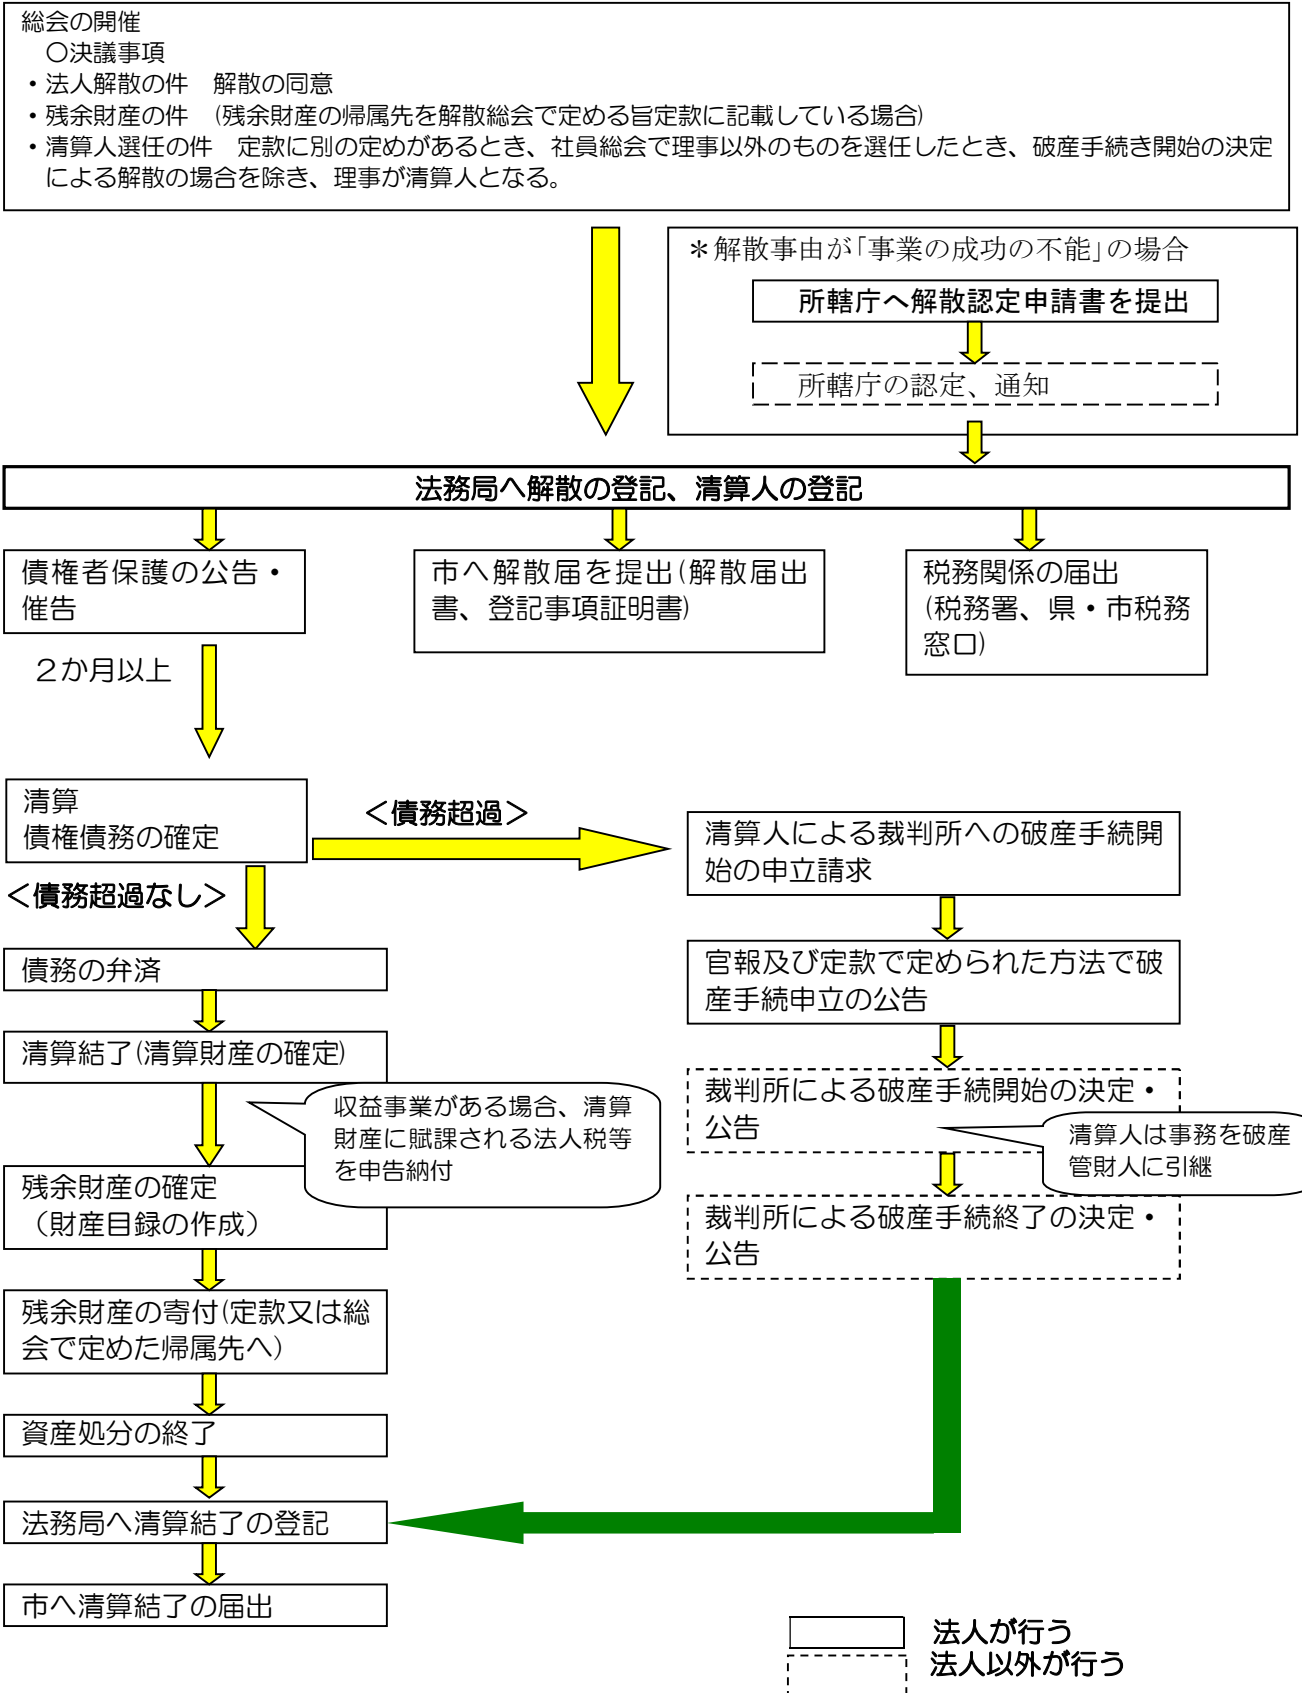 総会の開催
〇決議事項
・法人解散の件　解散の同意
・残余財産の件　(残余財産の帰属先を解散総会で定める旨定款に記載している場合)
・清算人選任の件　定款に別の定めがあるとき、社員総会で理事以外のものを選任したとき、破産手続き開始の決定
による解散の場合を除き、理事が清算人となる。
＊解散事由が｢事業の成功の不能｣の場合
所轄庁へ解散認定申請書を提出
所轄庁の認定、通知
法務局へ解散の登記、清算人の登記
債権者保護の公告・
催告
市へ解散届を提出(解散届出
書、登記事項証明書)
税務関係の届出
(税務署、県・市税務
窓口)
２か月以上
清算
債権債務の確定
＜債務超過＞
清算人による裁判所への破産手続開
始の申立請求
＜債務超過なし＞
官報及び定款で定められた方法で破
産手続申立の公告
債務の弁済
清算結了(清算財産の確定)
収益事業がある場合、清算
財産に賦課される法人税等
を申告納付
裁判所による破産手続開始の決定・
公告
清算人は事務を破産
管財人に引継
残余財産の確定
（財産目録の作成）
裁判所による破産手続終了の決定・
公告
残余財産の寄付(定款又は総
会で定めた帰属先へ)
資産処分の終了
法務局へ清算結了の登記
市へ清算結了の届出
法人が行う
法人以外が行う